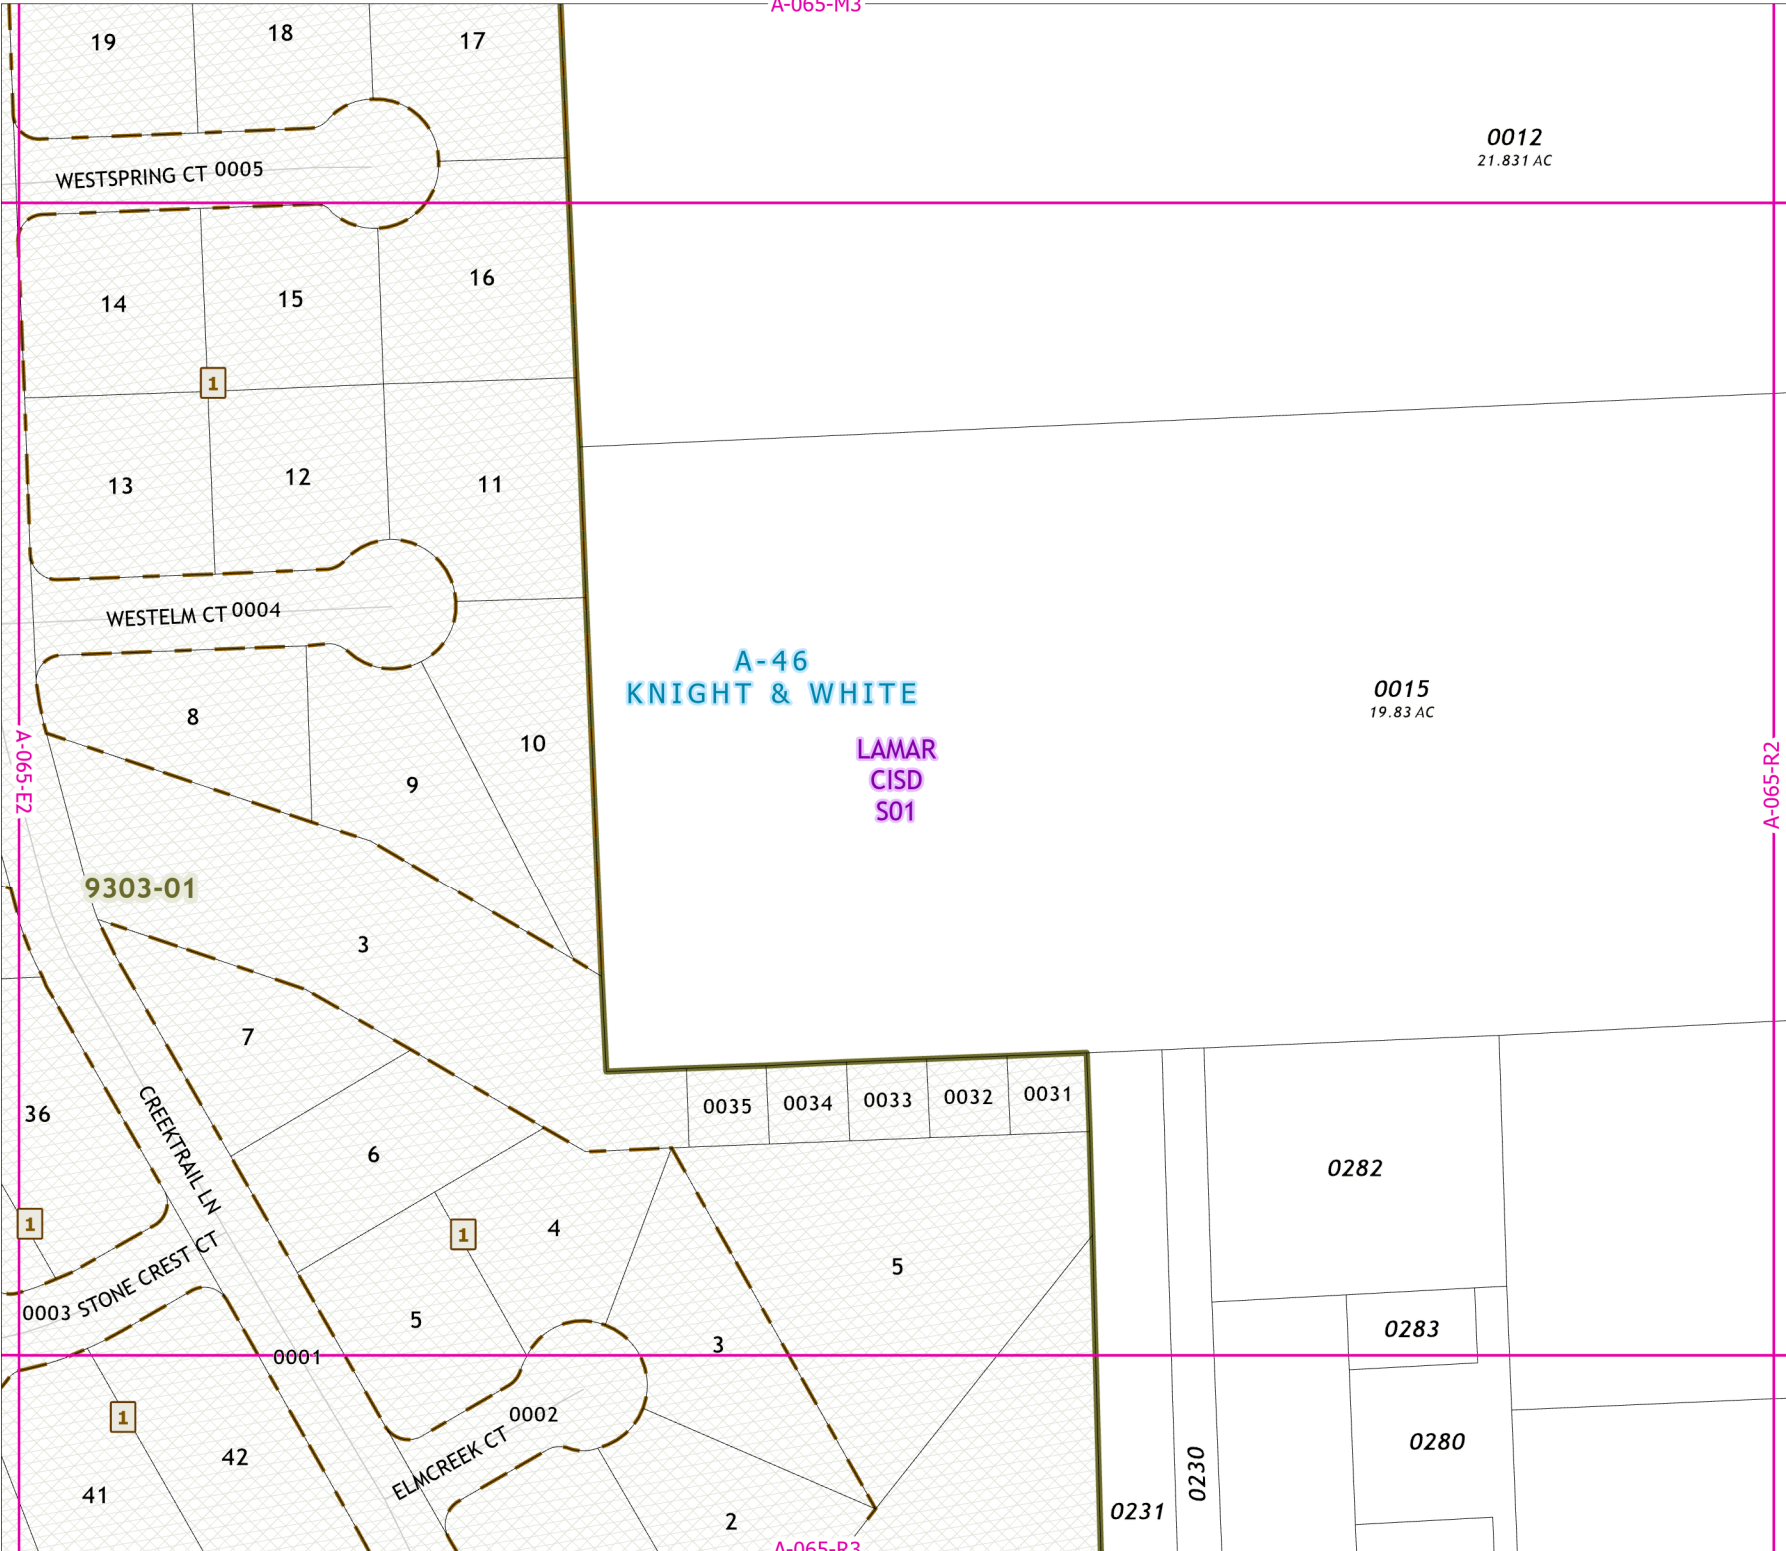 A-065-M3
19
18
17
0012
21.831 AC
WESTSPRING CT 0005
16
14
15
1
13
12
11
WESTELM CT 0004
A-46
KNIGHT & WHITE
0015
19.83 AC
8
10
LAMAR
CISD
S01
9
A-065-E2
A-065-R2
9303-01
3
7
0035
0034
0033
0032
0031
36
CREEKTRAIL LN
6
0282
1
1
4
5
0003 STONE CREST CT
5
0283
3
0001
0002
ELMCREEK CT
1
42
0280
41
0230
0231
2
A-065-R3